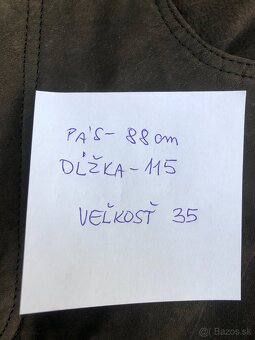 PÁS - 88 cm
DĹŽKA - 115
VEĽKOSŤ 35
© Bazos.sk